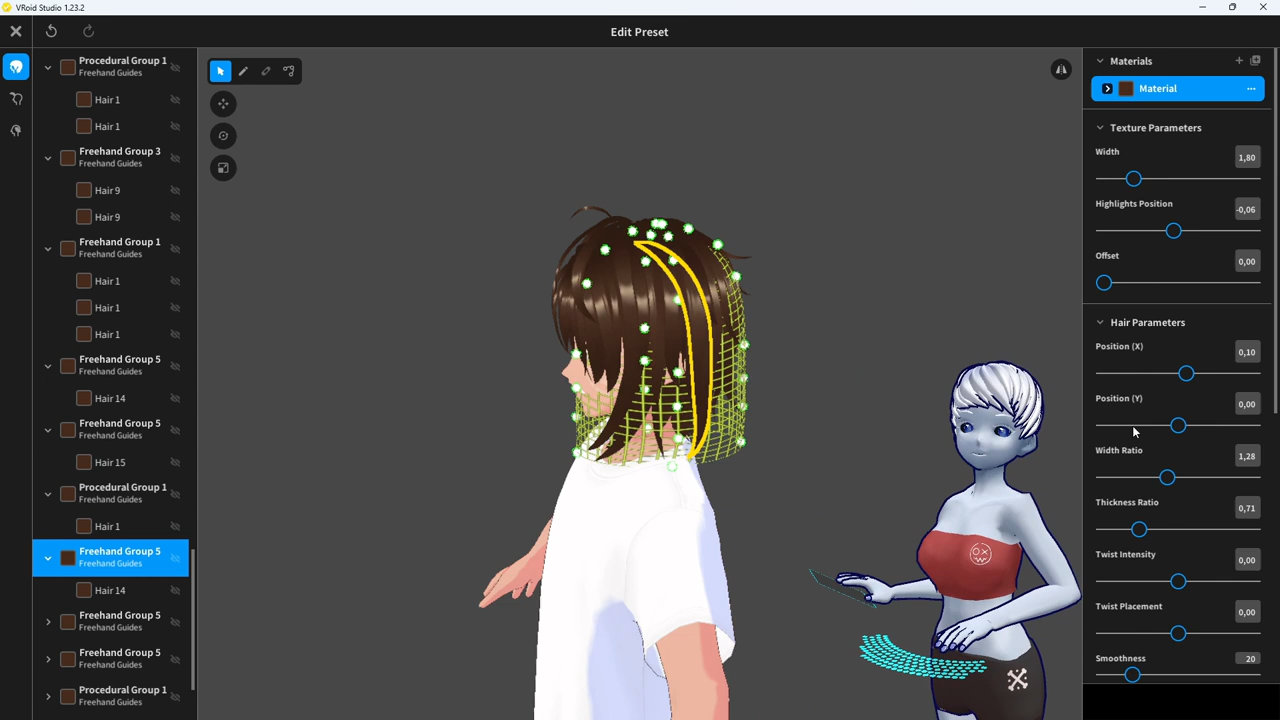 VRoid Studio 1.23.2
Edit Preset
Procedural Group 1
Freehand Guides
Hair 1
Hair 1
Freehand Group 3
Freehand Guides
Hair 9
Hair 9
Freehand Group 1
Freehand Guides
Hair 1
Hair 1
Hair 1
Freehand Group 5
Freehand Guides
Hair 14
Freehand Group 5
Freehand Guides
Hair 15
Procedural Group 1
Freehand Guides
Hair 1
Freehand Group 5
Freehand Guides
Hair 14
Freehand Group 5
Freehand Guides
Freehand Group 5
Freehand Guides
Procedural Group 1
Freehand Guides
Materials
Material
Texture Parameters
Width
1,80
Highlights Position
-0,06
Offset
0,00
Hair Parameters
Position (X)
0,10
Position (Y)
0,00
Width Ratio
1,28
Thickness Ratio
0,71
Twist Intensity
0,00
Twist Placement
0,00
Smoothness
20